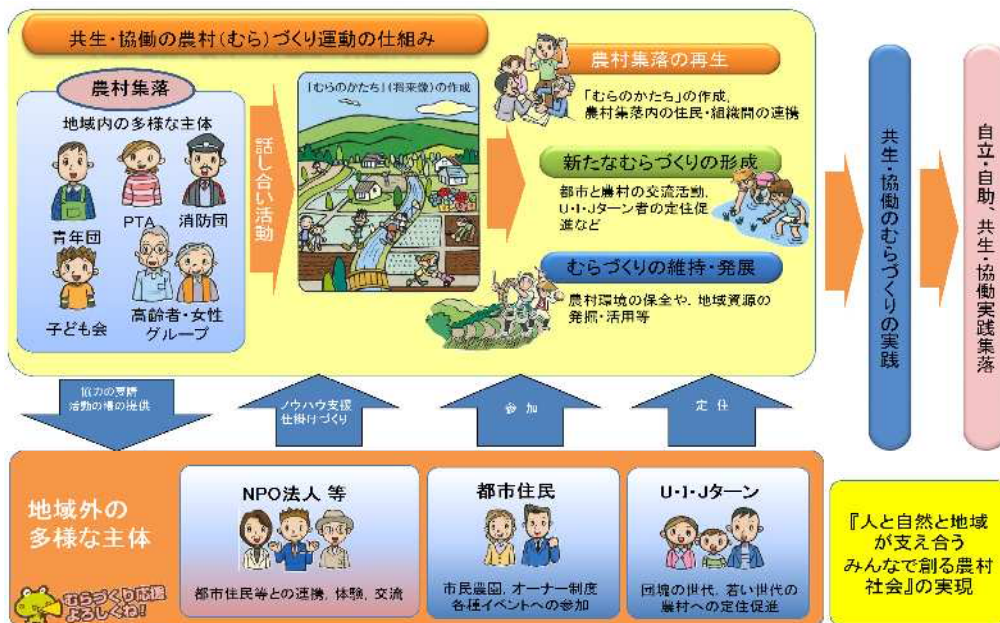 共生・協働の農村(むら)づくり運動の仕組み
農村集落
地域内の多様な主体
青年団
PTA
消防団
子ども会
高齢者・女性
グループ
話し合い活動
「むらのかたち」(将来像)の作成
農村集落の再生
「むらのかたち」の作成,
農村集落内の住民・組織間の連携
新たなむらづくりの形成
都市と農村の交流活動,
U・I・Jターン者の定住促
進など
むらづくりの維持・発展
農村環境の保全や、地域資源の
発掘・活用等
共生・協働のむらづくりの実践
自立・自助、共生・協働実践集落
協力の要請
活動の場の提供
ノウハウ支援
仕掛けづくり
参 加
定 住
地域外の
多様な主体
NPO法人 等
都市住民等との連携, 体験, 交流
都市住民
市民農園, オーナー制度
各種イベントへの参加
U・I・Jターン
団塊の世代, 若い世代の
農村への定住促進
むらづくり応援
よろしくね!
『人と自然と地域
が支え合う
みんなで創る農村
社会』の実現